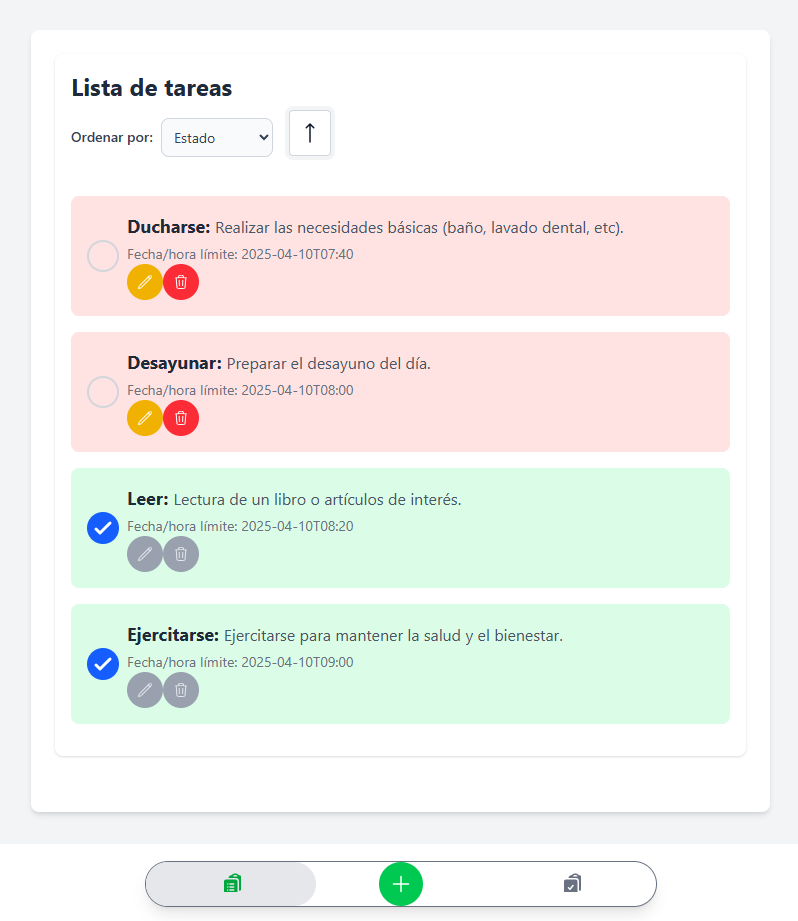 Lista de tareas
Ordenar por: Estado
Ducharse: Realizar las necesidades básicas (baño, lavado dental, etc).
Fecha/hora límite: 2025-04-10T07:40
Desayunar: Preparar el desayuno del día.
Fecha/hora límite: 2025-04-10T08:00
Leer: Lectura de un libro o artículos de interés.
Fecha/hora límite: 2025-04-10T08:20
Ejercitarse: Ejercitarse para mantener la salud y el bienestar.
Fecha/hora límite: 2025-04-10T09:00